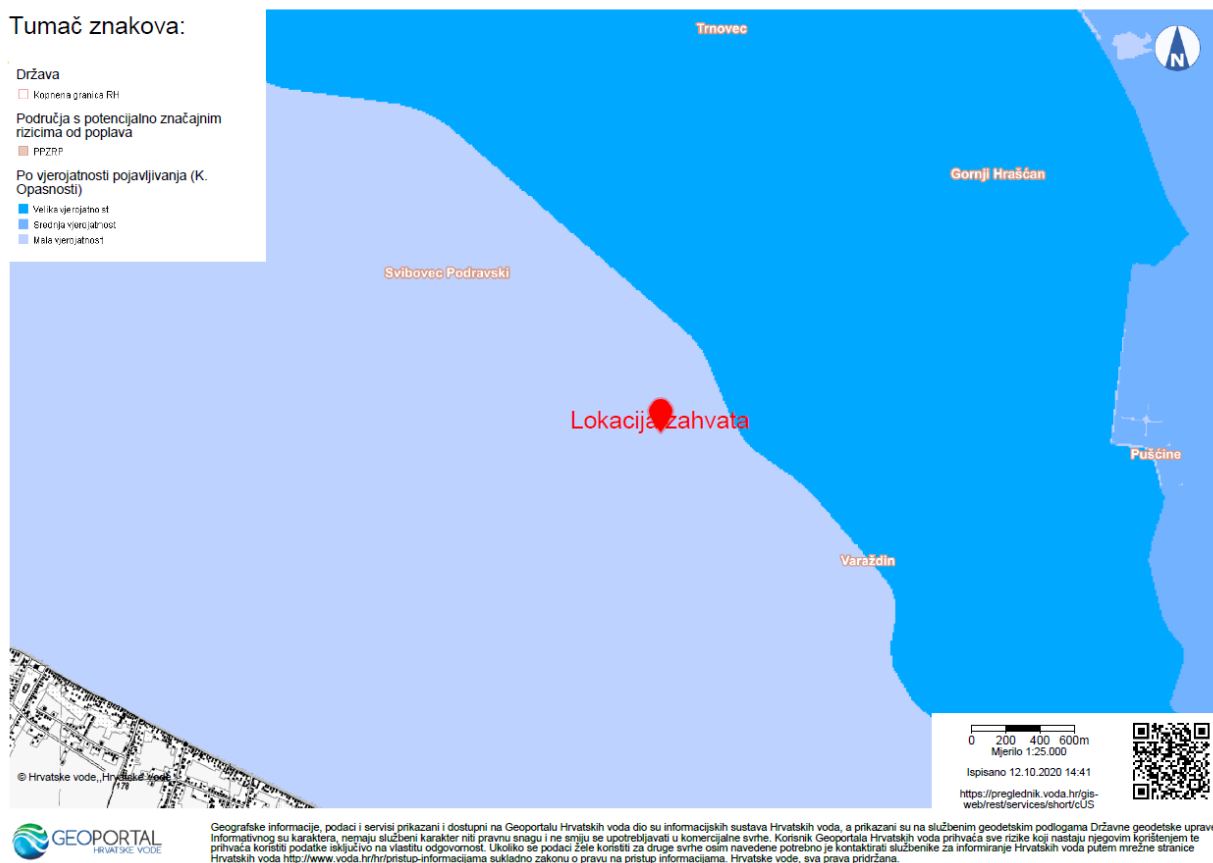 Tumač znakova:
Država
Kopnena granica RH
Područja s potencijalno značajnim
rizicima od poplava
PPZRP
Po vjerojatnosti pojavljivanja (K.
Opasnosti)
Velika vjerojatnost
Srednja vjerojatnost
Mala vjerojatnost
Trnovec
N
Gornji Hrašćan
Svibovec Podravski
Lokacija zahvata
Pušćine
Varaždin
178
© Hrvatske vode,,Hrvatske vode
0 200 400 600m
Mjerilo 1:25.000
Ispisano 12.10.2020 14:41
https://preglednik.voda.hr/gis-
web/rest/services/short/cUS
GEOPORTAL
HRVATSKE VODE
Geografske informacije, podaci i servisi prikazani i dostupni na Geoportalu Hrvatskih voda dio su informacijskih sustava Hrvatskih voda, a prikazani su na službenim geodetskim podlogama Državne geodetske uprave
Informativnog su karaktera, nemaju službeni karakter niti pravnu snagu i ne smiju se upotrebljavati u komercijalne svrhe. Korisnik Geoportala Hrvatskih voda prihvaća sve rizike koji nastaju njegovim korištenjem te
prihvaća koristiti podatke isključivo na vlastitu odgovornost. Ukoliko se podaci žele koristiti za druge svrhe osim navedene potrebno je kontaktirati službenike za informiranje Hrvatskih voda putem mrežne stranice
Hrvatskih voda http://www.voda.hr/hr/pristup-informacijama sukladno zakonu o pravu na pristup informacijama. Hrvatske vode, sva prava pridržana.